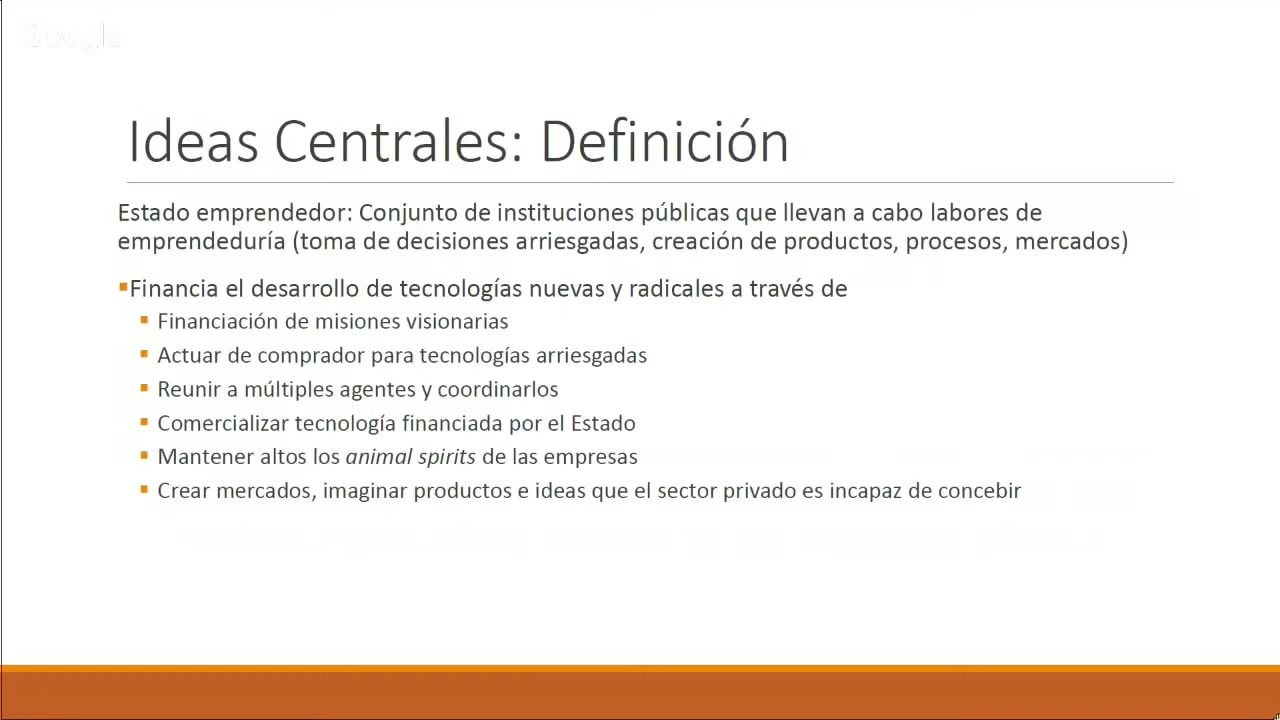 Google
Ideas Centrales: Definición
Estado emprendedor: Conjunto de instituciones públicas que llevan a cabo labores de
emprendeduría (toma de decisiones arriesgadas, creación de productos, procesos, mercados)
Financia el desarrollo de tecnologías nuevas y radicales a través de
Financiación de misiones visionarias
Actuar de comprador para tecnologías arriesgadas
Reunir a múltiples agentes y coordinarlos
Comercializar tecnología financiada por el Estado
Mantener altos los animal spirits de las empresas
Crear mercados, imaginar productos e ideas que el sector privado es incapaz de concebir